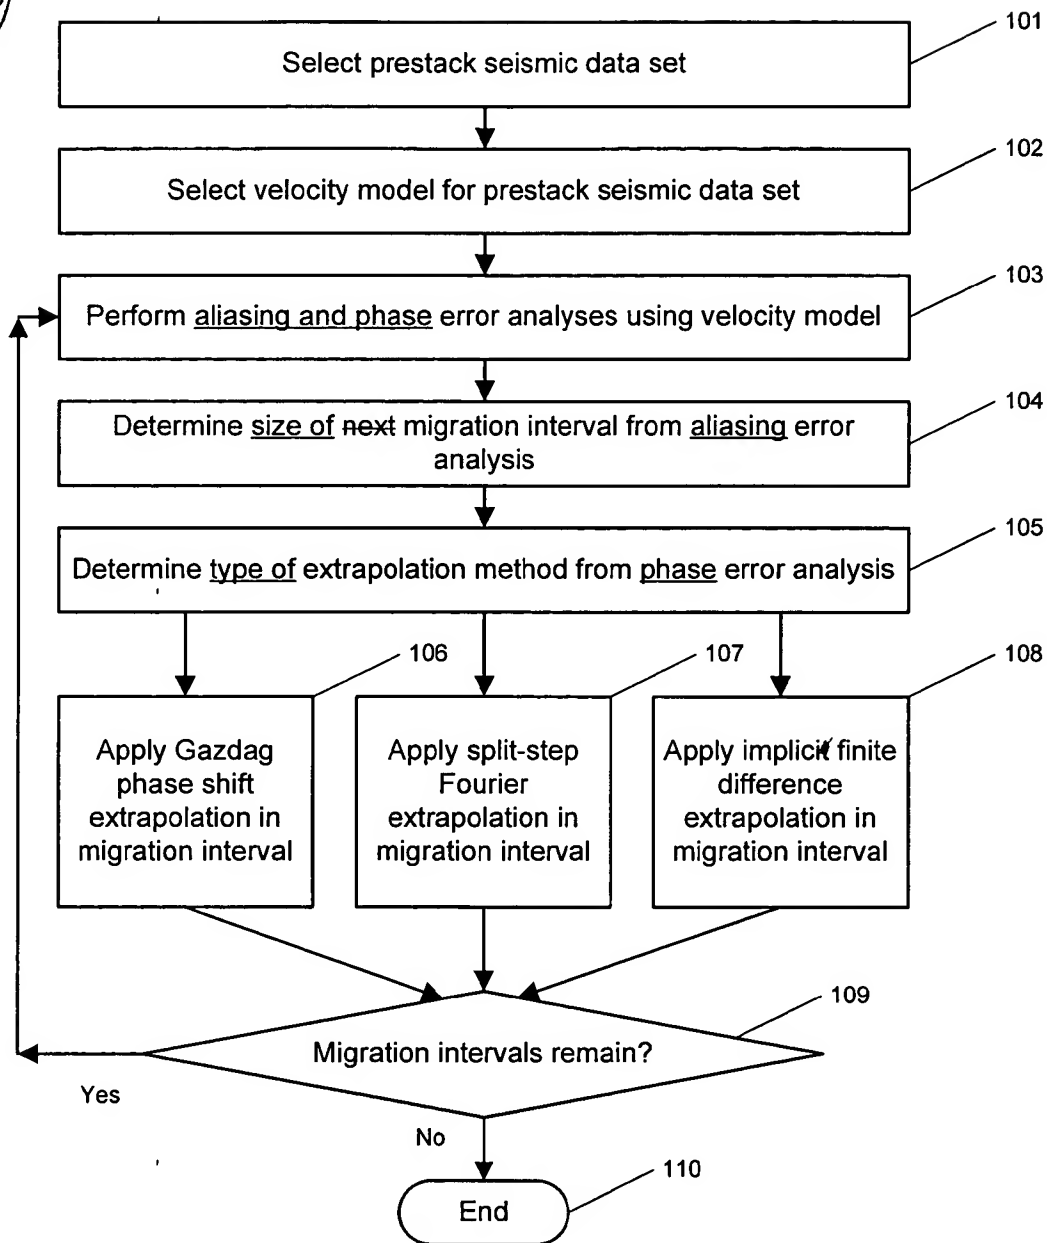 101
Select prestack seismic data set
102
Select velocity model for prestack seismic data set
103
Perform aliasing and phase error analyses using velocity model
104
Determine size of next migration interval from aliasing error
analysis
105
Determine type of extrapolation method from phase error analysis
106
107
108
Apply Gazdag
phase shift
extrapolation in
migration interval
Apply split-step
Fourier
extrapolation in
migration interval
Apply implicit finite
difference
extrapolation in
migration interval
109
Migration intervals remain?
Yes
No
110
End